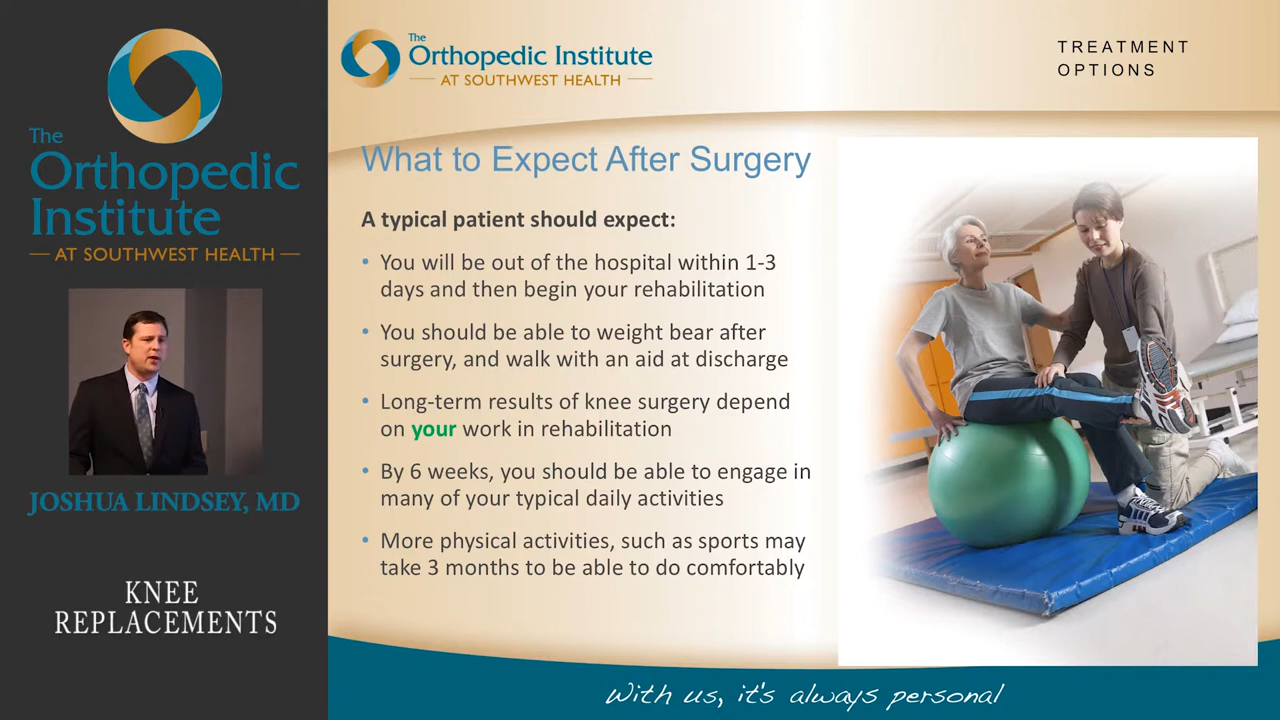 The
Orthopedic
Institute
AT SOUTHWEST HEALTH
JOSHUA LINDSEY, MD
KNEE
REPLACEMENTS
The
Orthopedic Institute
AT SOUTHWEST HEALTH
TREATMENT
OPTIONS
What to Expect After Surgery
A typical patient should expect:
• You will be out of the hospital within 1-3
days and then begin your rehabilitation
• You should be able to weight bear after
surgery, and walk with an aid at discharge
• Long-term results of knee surgery depend
on your work in rehabilitation
• By 6 weeks, you should be able to engage in
many of your typical daily activities
• More physical activities, such as sports may
take 3 months to be able to do comfortably
With us, it's always personal